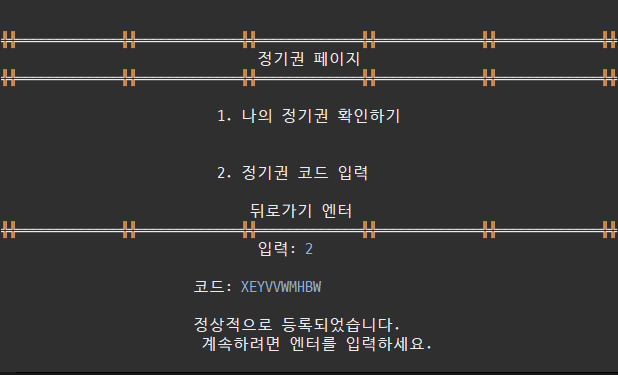 정기권 페이지
1. 나의 정기권 확인하기
2. 정기권 코드 입력
뒤로가기 엔터
입력: 2
코드: XEYVVWMHBW
정상적으로 등록되었습니다.
계속하려면 엔터를 입력하세요.